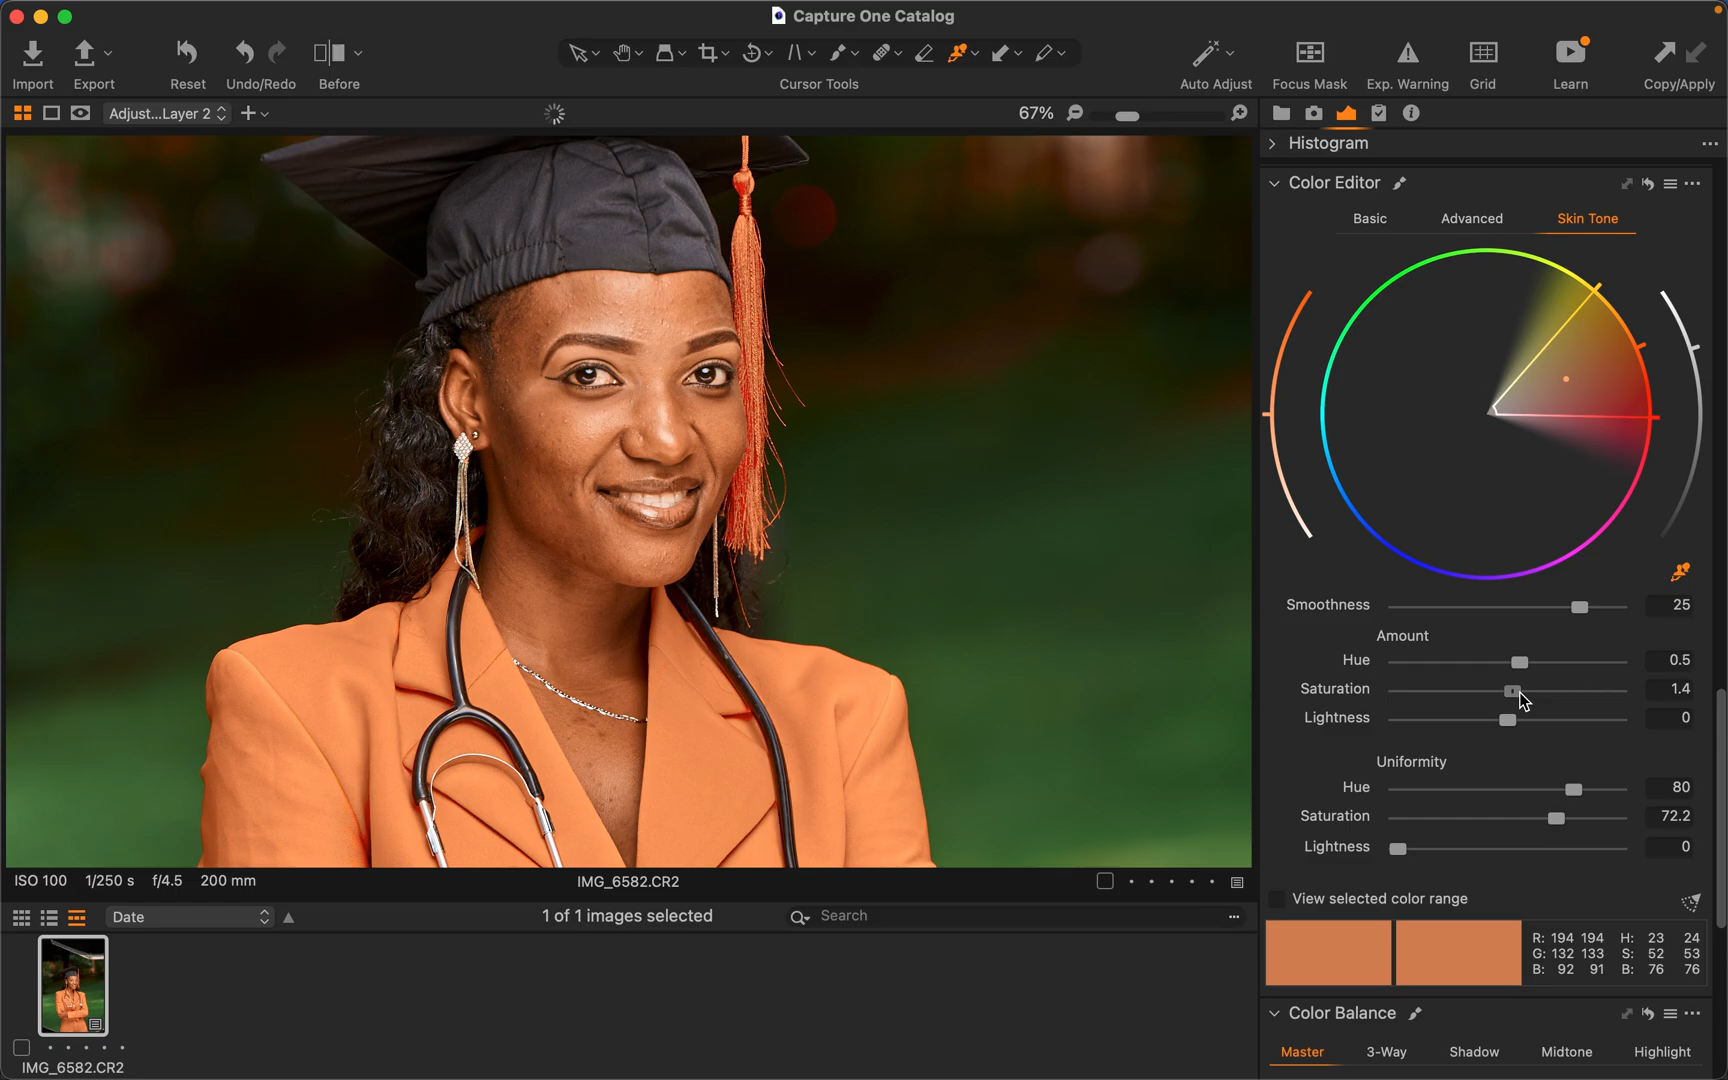 Capture One Catalog
Import
Export
Reset
Undo/Redo
Before
Cursor Tools
Auto Adjust
Focus Mask
Exp. Warning
Grid
Learn
Copy/Apply
Adjust...Layer 2
67%
Histogram
Color Editor
Basic
Advanced
Skin Tone
Smoothness 25
Amount
Hue 0.5
Saturation 1.4
Lightness 0
Uniformity
Hue 80
Saturation 72.2
Lightness 0
View selected color range
R: 194 194 H: 23 24
G: 132 133 S: 52 53
B: 92 91 B: 76 76
Color Balance
Master
3-Way
Shadow
Midtone
Highlight
ISO 100 1/250 s f/4.5 200 mm
IMG_6582.CR2
Date
1 of 1 images selected
Search
IMG_6582.CR2